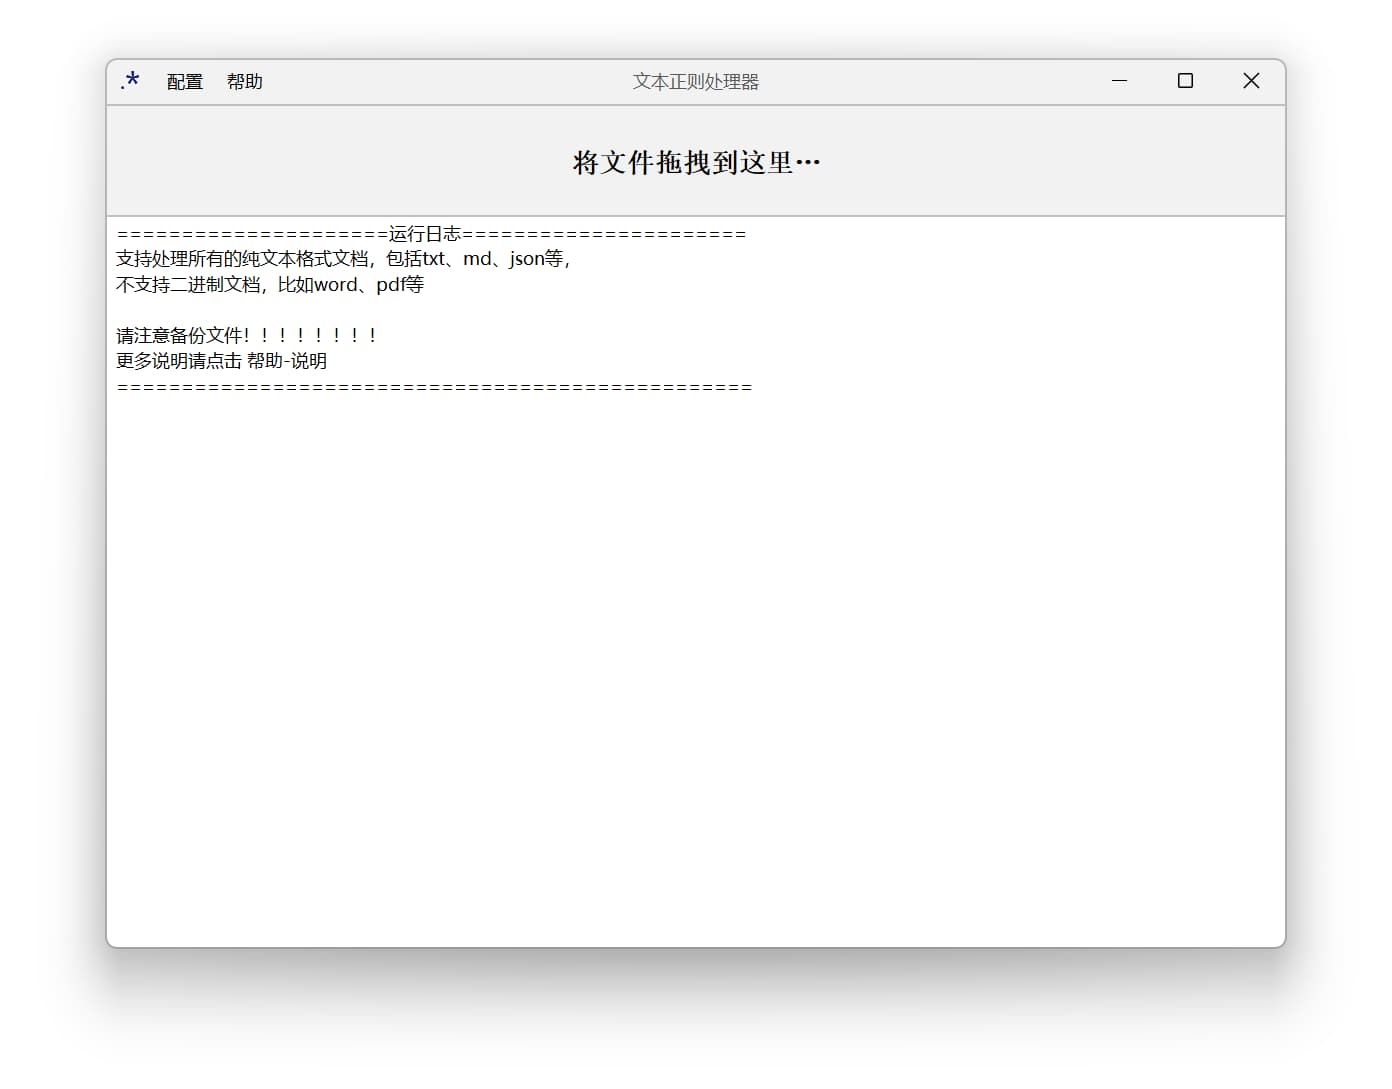 .* 配置 帮助 文本正则处理器
将文件拖拽到这里···
=====================运行日志======================
支持处理所有的纯文本格式文档，包括txt、md、json等，
不支持二进制文档，比如word、pdf等
请注意备份文件！！！！！！！！
更多说明请点击 帮助-说明
=================================================